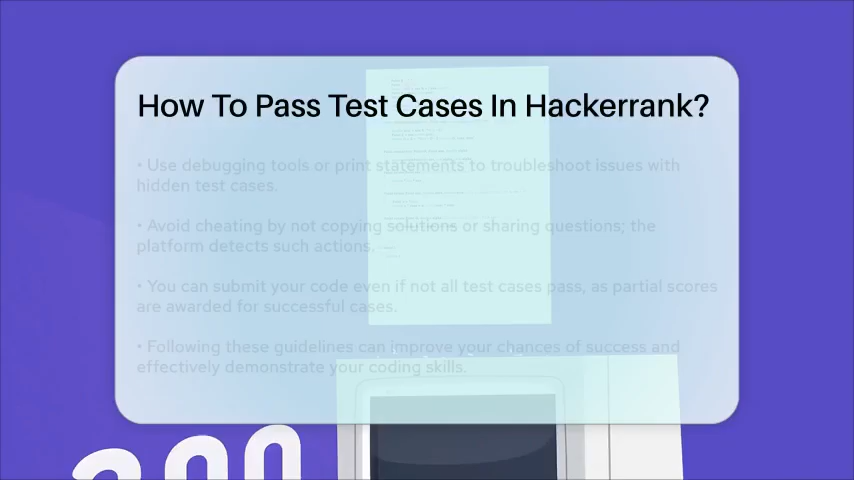 How To Pass Test Cases In Hackerrank?
• Use debugging tools or print statements to troubleshoot issues with
hidden test cases.
• Avoid cheating by not copying solutions or sharing questions; the
platform detects such actions.
• You can submit your code even if not all test cases pass, as partial scores
are awarded for successful cases.
• Following these guidelines can improve your chances of success and
effectively demonstrate your coding skills.